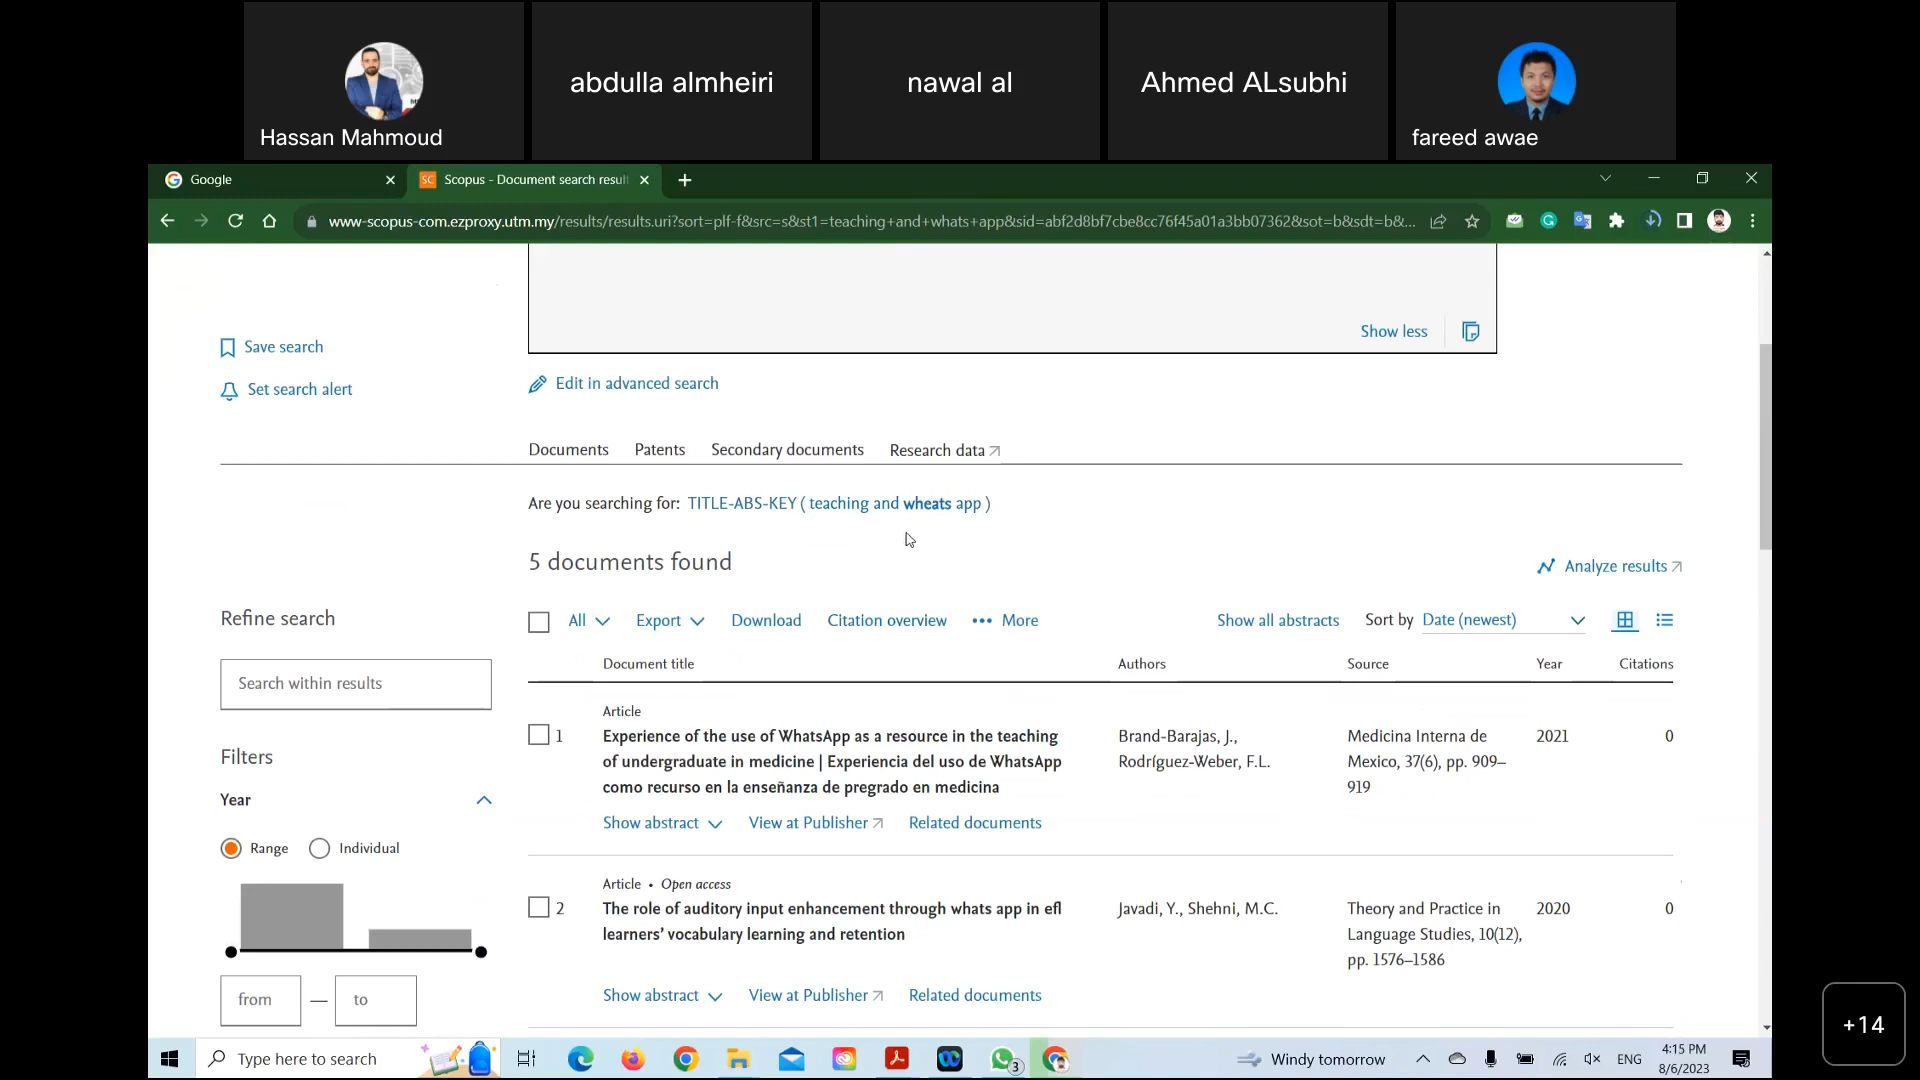 abdulla almheiri
nawal al
Ahmed ALsubhi
Hassan Mahmoud
fareed awae
Google
SC
Scopus - Document search resul
www-scopus-com.ezproxy.utm.my/results/results.uri?sort=plf-f&src=s&st1=teaching+and+whats+app&sid=abf2d8bf7cbe8cc76f45a01a3bb07362&sot=b&sdt=b&...
Show less
Save search
Edit in advanced search
Set search alert
Documents Patents Secondary documents Research data
Are you searching for: TITLE-ABS-KEY ( teaching and wheats app )
5 documents found
Analyze results
Refine search
All Export Download Citation overview ••• More
Show all abstracts Sort by Date (newest)
Document title Authors Source Year Citations
Search within results
Article
1 Experience of the use of WhatsApp as a resource in the teaching Brand-Barajas, J., Medicina Interna de 2021 0
of undergraduate in medicine | Experiencia del uso de WhatsApp Rodríguez-Weber, F.L. Mexico, 37(6), pp. 909–
como recurso en la enseñanza de pregrado en medicina 919
Filters
Year
Show abstract View at Publisher Related documents
Range Individual
Article • Open access
2 The role of auditory input enhancement through whats app in efl Javadi, Y., Shehni, M.C. Theory and Practice in 2020 0
learners' vocabulary learning and retention Language Studies, 10(12),
pp. 1576–1586
from — to
Show abstract View at Publisher Related documents
+14
Type here to search
3
Windy tomorrow
ENG
4:15 PM
8/6/2023